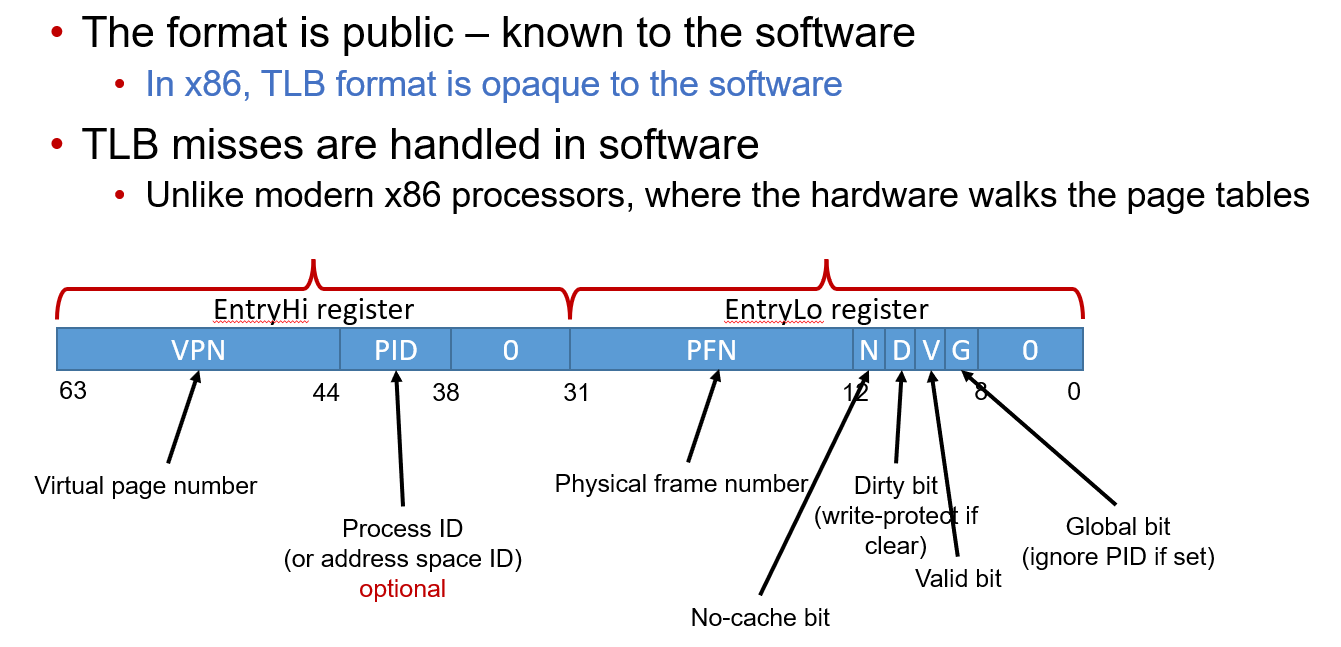 • The format is public – known to the software
• In x86, TLB format is opaque to the software
• TLB misses are handled in software
• Unlike modern x86 processors, where the hardware walks the page tables
EntryHi register EntryLo register
VPN PID 0 PFN N D V G 0
63 44 38 31 12 8 0
Virtual page number
Process ID
(or address space ID)
optional
Physical frame number
No-cache bit
Dirty bit
(write-protect if
clear)
Valid bit
Global bit
(ignore PID if set)